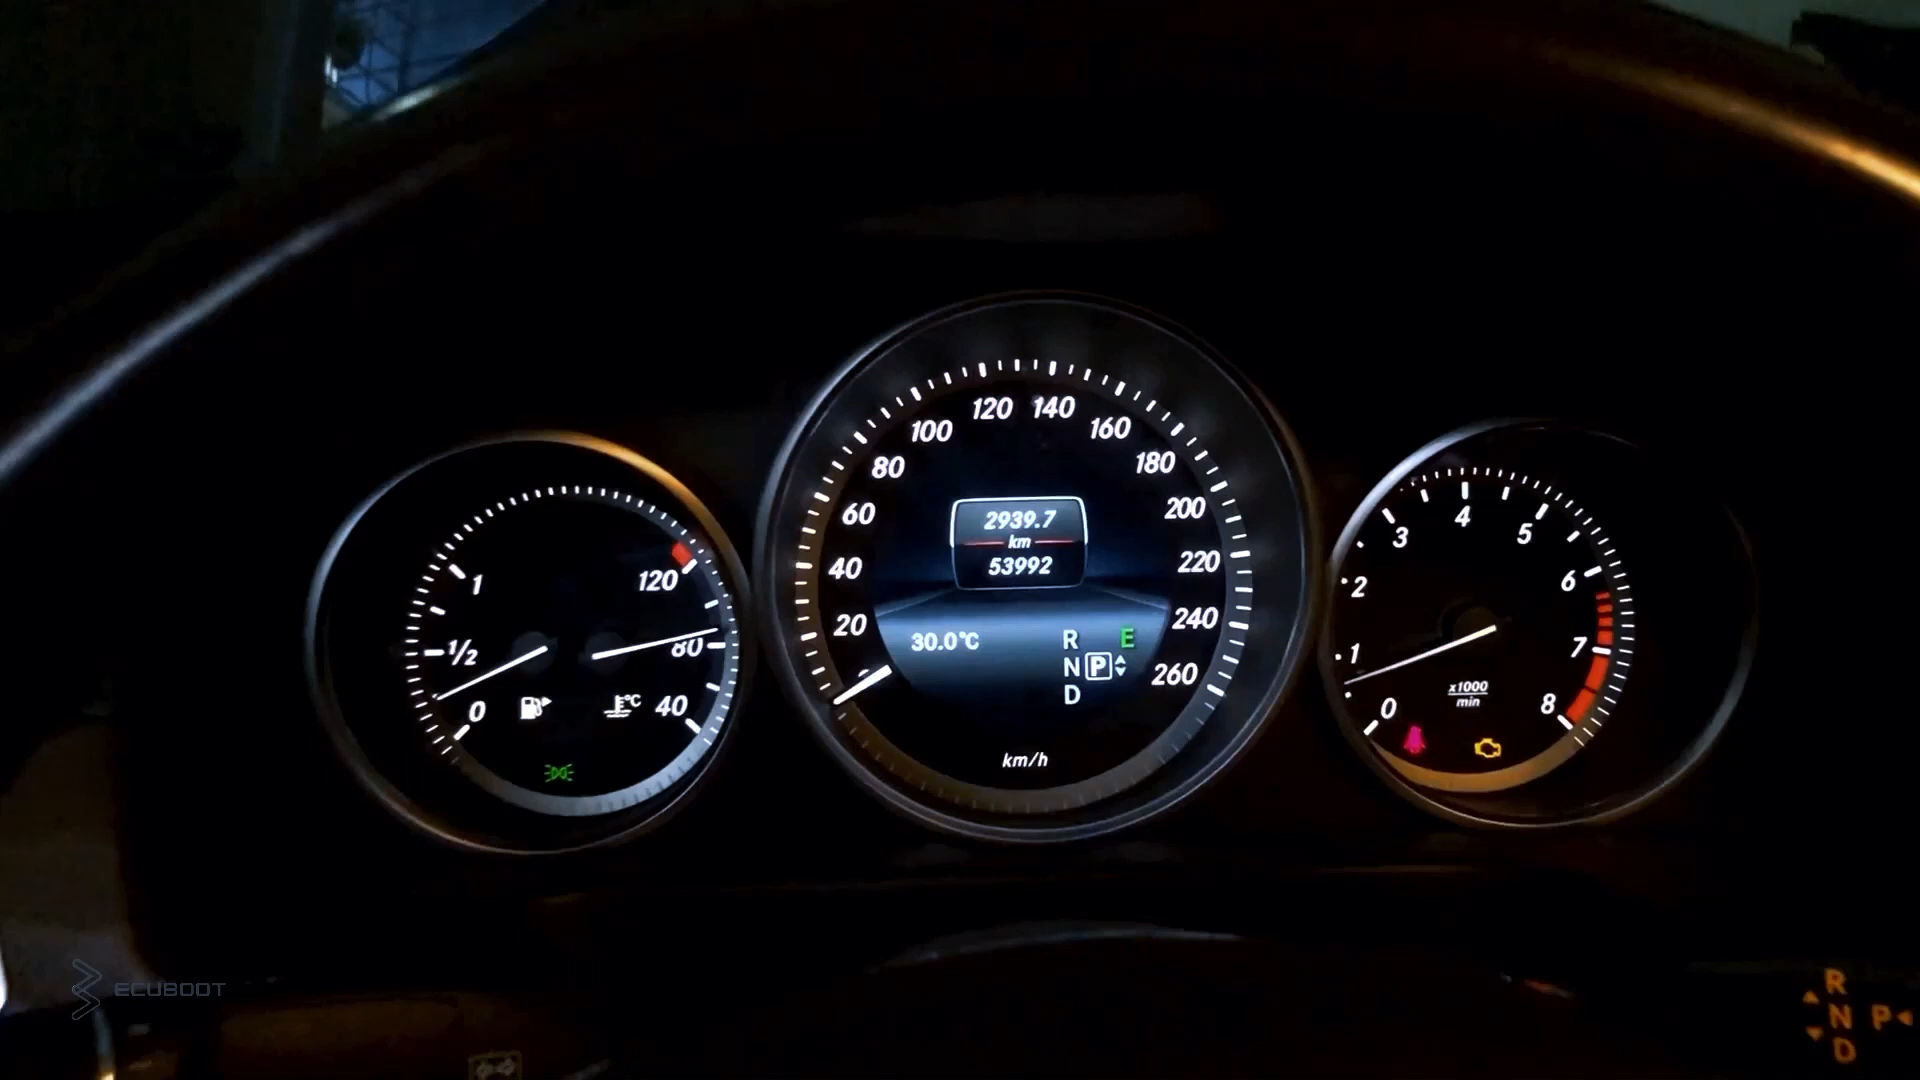 120 140
100 160
80 180
60 200
40 220
20 240
260
2939.7
km
53992
30.0°C
R E
N P
D
km/h
1
1/2
0
120
80
40
°C
0
1
2
3
4
5
6
7
8
x1000
min
ECUBOOT
R
N P
D